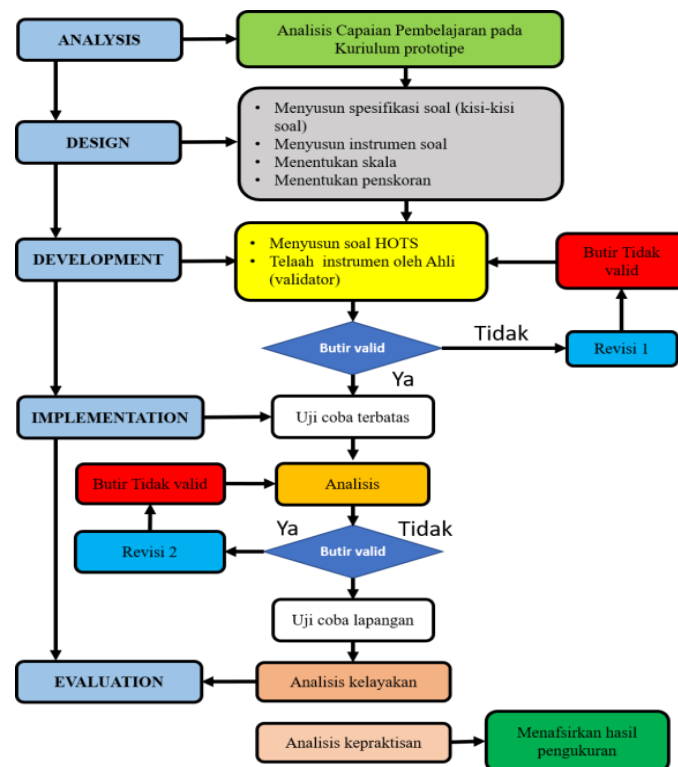 ANALYSIS
Analisis Capaian Pembelajaran pada
Kuriulum prototipe
DESIGN
• Menyusun spesifikasi soal (kisi-kisi
soal)
• Menyusun instrumen soal
• Menentukan skala
• Menentukan penskoran
DEVELOPMENT
• Menyusun soal HOTS
• Telaah instrumen oleh Ahli
(validator)
Butir Tidak
valid
Butir valid
Tidak
Revisi 1
Ya
IMPLEMENTATION
Uji coba terbatas
Butir Tidak valid
Analisis
Ya
Tidak
Butir valid
Revisi 2
Uji coba lapangan
EVALUATION
Analisis kelayakan
Analisis kepraktisan
Menafsirkan hasil
pengukuran